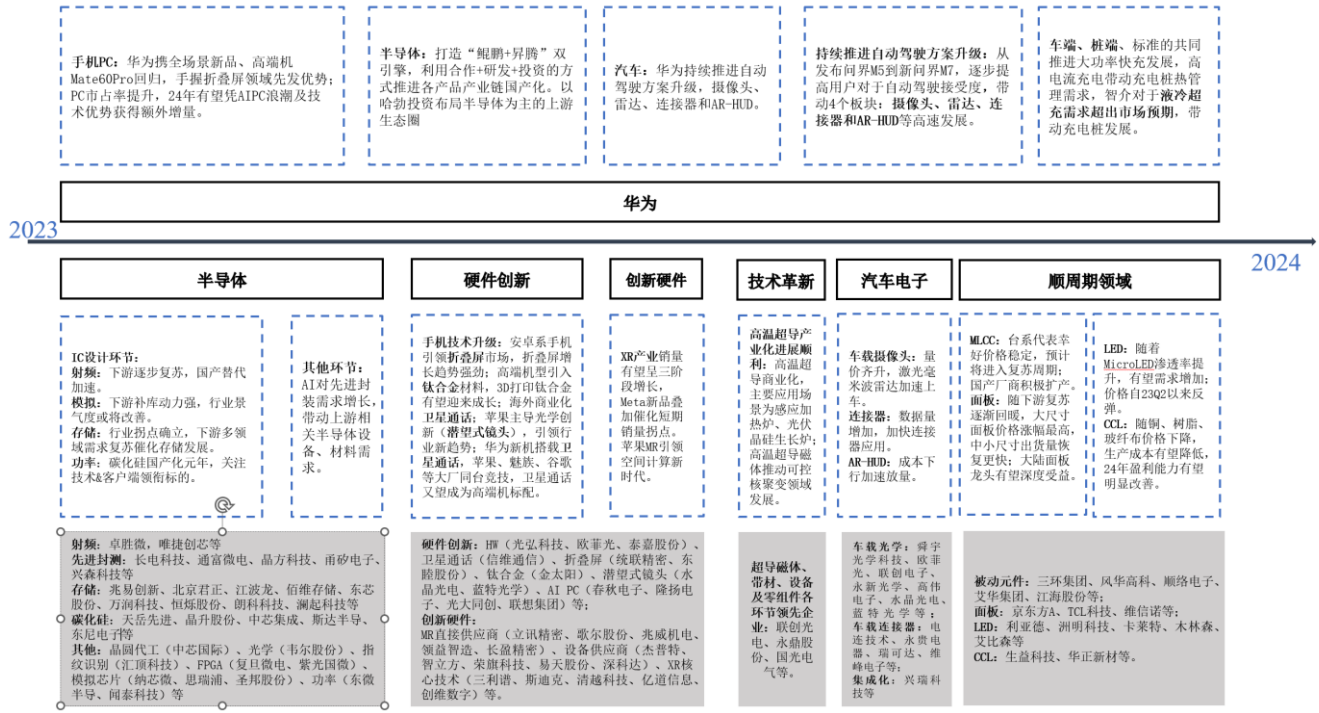 手机PC：华为携全场景新品、高端机
Mate60Pro回归，手握折叠屏领域先发优势；
PC市占率提升，24年有望凭AIPC浪潮及技
术优势获得额外增量。
半导体：打造“鲲鹏+昇腾”双
引擎，利用合作+研发+投资的方
式推进各产品产业链国产化。以
哈勃投资布局半导体为主的上游
生态圈
汽车：华为持续推进自动
驾驶方案升级，摄像头、
雷达、连接器和AR-HUD。
持续推进自动驾驶方案升级：从
发布问界M5到新问界M7，逐步提
高用户对于自动驾驶接受度，带
动4个板块：摄像头、雷达、连
接器和AR-HUD等高速发展。
车端、桩端、标准的共同
推进大功率快充发展，高
电流充电带动充电桩热管
理需求，智介对于液冷超
充需求超出市场预期，带
动充电桩发展。
华为
2023
2024
半导体
硬件创新
创新硬件
技术革新
汽车电子
顺周期领域
IC设计环节：
射频：下游逐步复苏，国产替代
加速。
模拟：下游补库动力强，行业景
气度或将改善。
存储：行业拐点确立，下游多领
域需求复苏催化存储发展。
功率：碳化硅国产化元年，关注
技术&客户端领衔标的。
其他环节：
AI对先进封
装需求增长，
带动上游相
关半导体设
备、材料需
求。
手机技术升级：安卓系手机
引领折叠屏市场，折叠屏增
长趋势强劲；高端机型引入
钛合金材料，3D打印钛合金
有望迎来成长；海外商业化
卫星通话；苹果主导光学创
新（潜望式镜头），引领行
业新趋势；华为新机搭载卫
星通话，苹果、魅族、谷歌
等大厂同台竞技，卫星通话
又望成为高端机标配。
XR产业销量
有望呈三阶
段增长，
Meta新品叠
加催化短期
销量拐点。
苹果MR引领
空间计算新
时代。
高温超导产
业化进展顺
利：高温超
导商业化，
主要应用场
景为感应加
热炉、光伏
晶硅生长炉；
高温超导磁
体推动可控
核聚变领域
发展。
车载摄像头：量
价齐升，激光毫
米波雷达加速上
车。
连接器：数据量
增加，加快连接
器应用。
AR-HUD：成本下
行加速放量。
MLCC：台系代表幸
好价格稳定，预计
将进入复苏周期；
国产厂商积极扩产。
面板：随下游复苏
逐渐回暖，大尺寸
面板价格涨幅最高，
中小尺寸出货量恢
复更快；大陆面板
龙头有望深度受益。
LED：随着
MicroLED渗透率提
升，有望需求增加；
价格自23Q2以来反
弹。
CCL：随铜、树脂、
玻纤布价格下降，
生产成本有望降低，
24年盈利能力有望
明显改善。
射频：卓胜微，唯捷创芯等
先进封测：长电科技、通富微电、晶方科技、甬矽电子、
兴森科技等
存储：兆易创新、北京君正、江波龙、佰维存储、东芯
股份、万润科技、恒烁股份、朗科科技、澜起科技等
碳化硅：天岳先进、晶升股份、中芯集成、斯达半导、
东尼电子等
其他：晶圆代工（中芯国际）、光学（韦尔股份）、指
纹识别（汇顶科技）、FPGA（复旦微电、紫光国微）、
模拟芯片（纳芯微、思瑞浦、圣邦股份）、功率（东微
半导、闻泰科技）等
硬件创新：HW（光弘科技、欧菲光、泰嘉股份）、
卫星通话（信维通信）、折叠屏（统联精密、东
睦股份）、钛合金（金太阳）、潜望式镜头（水
晶光电、蓝特光学）、AI PC（春秋电子、隆扬电
子、光大同创、联想集团）等；
创新硬件：
MR直接供应商（立讯精密、歌尔股份、兆威机电、
领益智造、长盈精密）、设备供应商（杰普特、
智立方、荣旗科技、易天股份、深科达）、XR核
心技术（三利谱、斯迪克、清越科技、亿道信息、
创维数字）等。
超导磁体、
带材、设备
及零组件各
环节领先企
业：联创光
电、永鼎股
份、国光电
气等。
车载光学：舜宇
光学科技、欧菲
光、联创电子、
永新光学、高伟
电子、水晶光电、
蓝特光学等；
车载连接器：电
连技术、永贵电
器、瑞可达、维
峰电子等；
集成化：兴瑞科
技等
被动元件：三环集团、风华高科、顺络电子、
艾华集团、江海股份等；
面板：京东方A、TCL科技、维信诺等；
LED：利亚德、洲明科技、卡莱特、木林森、
艾比森等
CCL：生益科技、华正新材等。